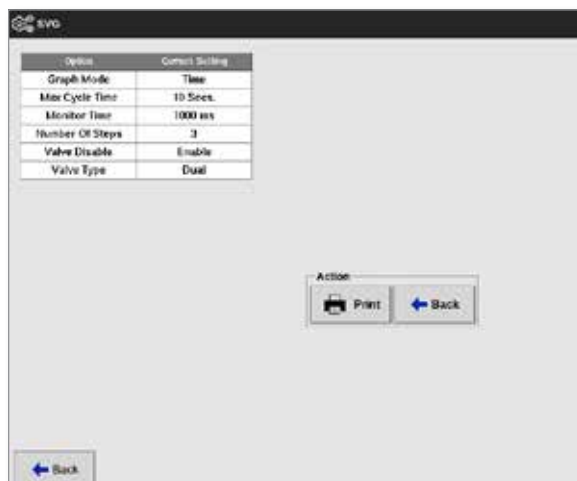 SVG
Option Current Setting
Graph Mode Time
Max Cycle Time 10 Secs.
Monitor Time 1000 ms
Number Of Steps 3
Valve Disable Enable
Valve Type Dual
Action
Print Back
Back